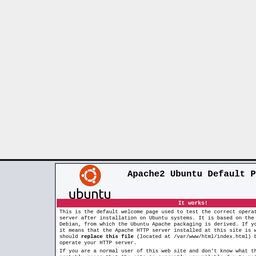 Apache2 Ubuntu Default P
ubuntu
It works!
This is the default welcome page used to test the correct operat
server after installation on Ubuntu systems. It is based on the
Debian, from which the Ubuntu Apache packaging is derived. If yo
it means that the Apache HTTP server installed at this site is w
should replace this file (located at /var/www/html/index.html) b
operate your HTTP server.
If you are a normal user of this web site and don't know what th